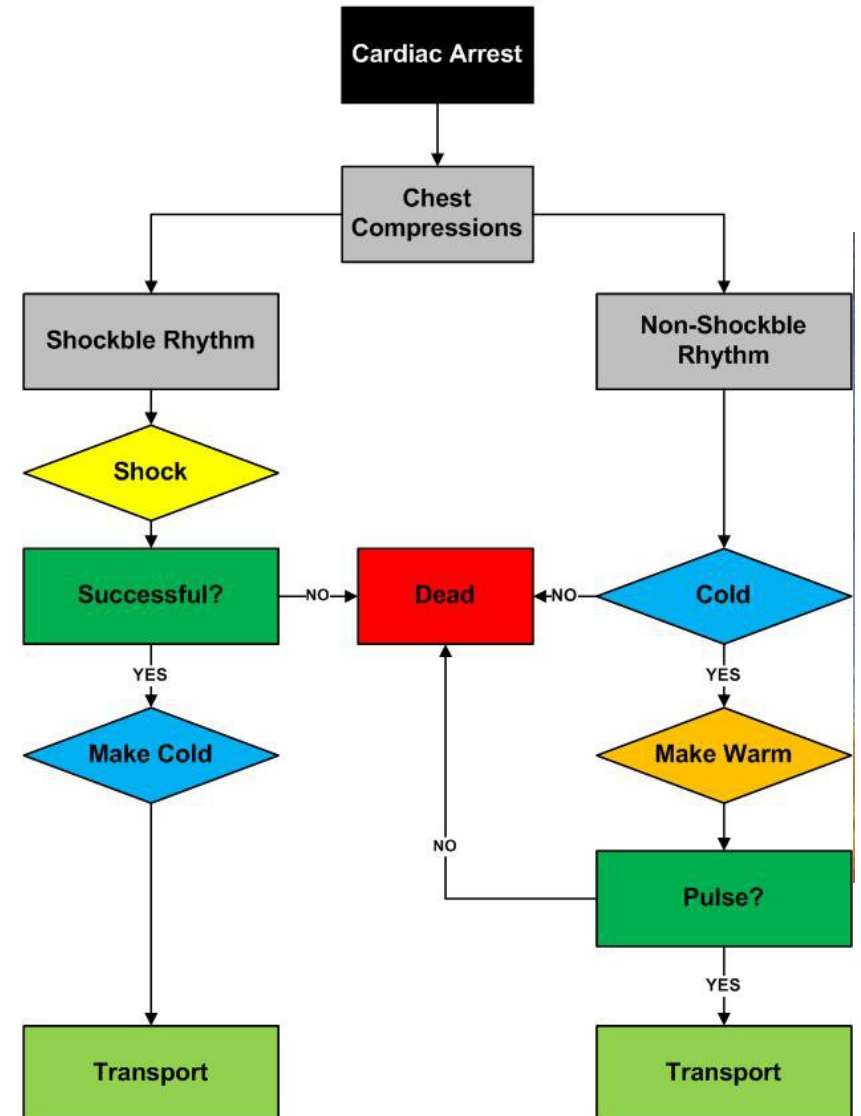 Cardiac Arrest
Chest
Compressions
Shockble Rhythm
Non-Shockble
Rhythm
Shock
Successful?
NO
Dead
NO
Cold
YES
YES
Make Cold
Make Warm
NO
Pulse?
YES
Transport
Transport